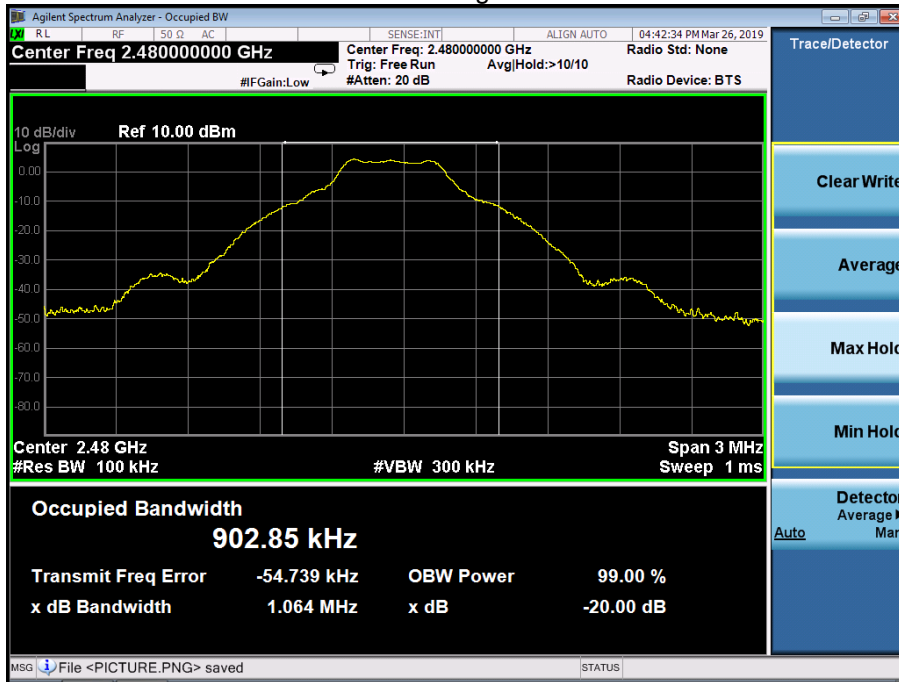 Agilent Spectrum Analyzer - Occupied BW
LXI RL RF 50 Ω AC SENSE:INT ALIGN AUTO 04:42:34 PM Mar 26, 2019
Center Freq 2.480000000 GHz
Center Freq: 2.480000000 GHz Radio Std: None
Trig: Free Run Avg|Hold:>10/10
#IFGain:Low #Atten: 20 dB Radio Device: BTS
Trace/Detector
10 dB/div Ref 10.00 dBm
Log
0.00
-10.0
-20.0
-30.0
-40.0
-50.0
-60.0
-70.0
-80.0
Center 2.48 GHz Span 3 MHz
#Res BW 100 kHz #VBW 300 kHz Sweep 1 ms
Occupied Bandwidth
902.85 kHz
Transmit Freq Error -54.739 kHz OBW Power 99.00 %
x dB Bandwidth 1.064 MHz x dB -20.00 dB
Clear Write
Average
Max Hold
Min Hold
Detector
Average
Auto Man
MSG File <PICTURE.PNG> saved STATUS